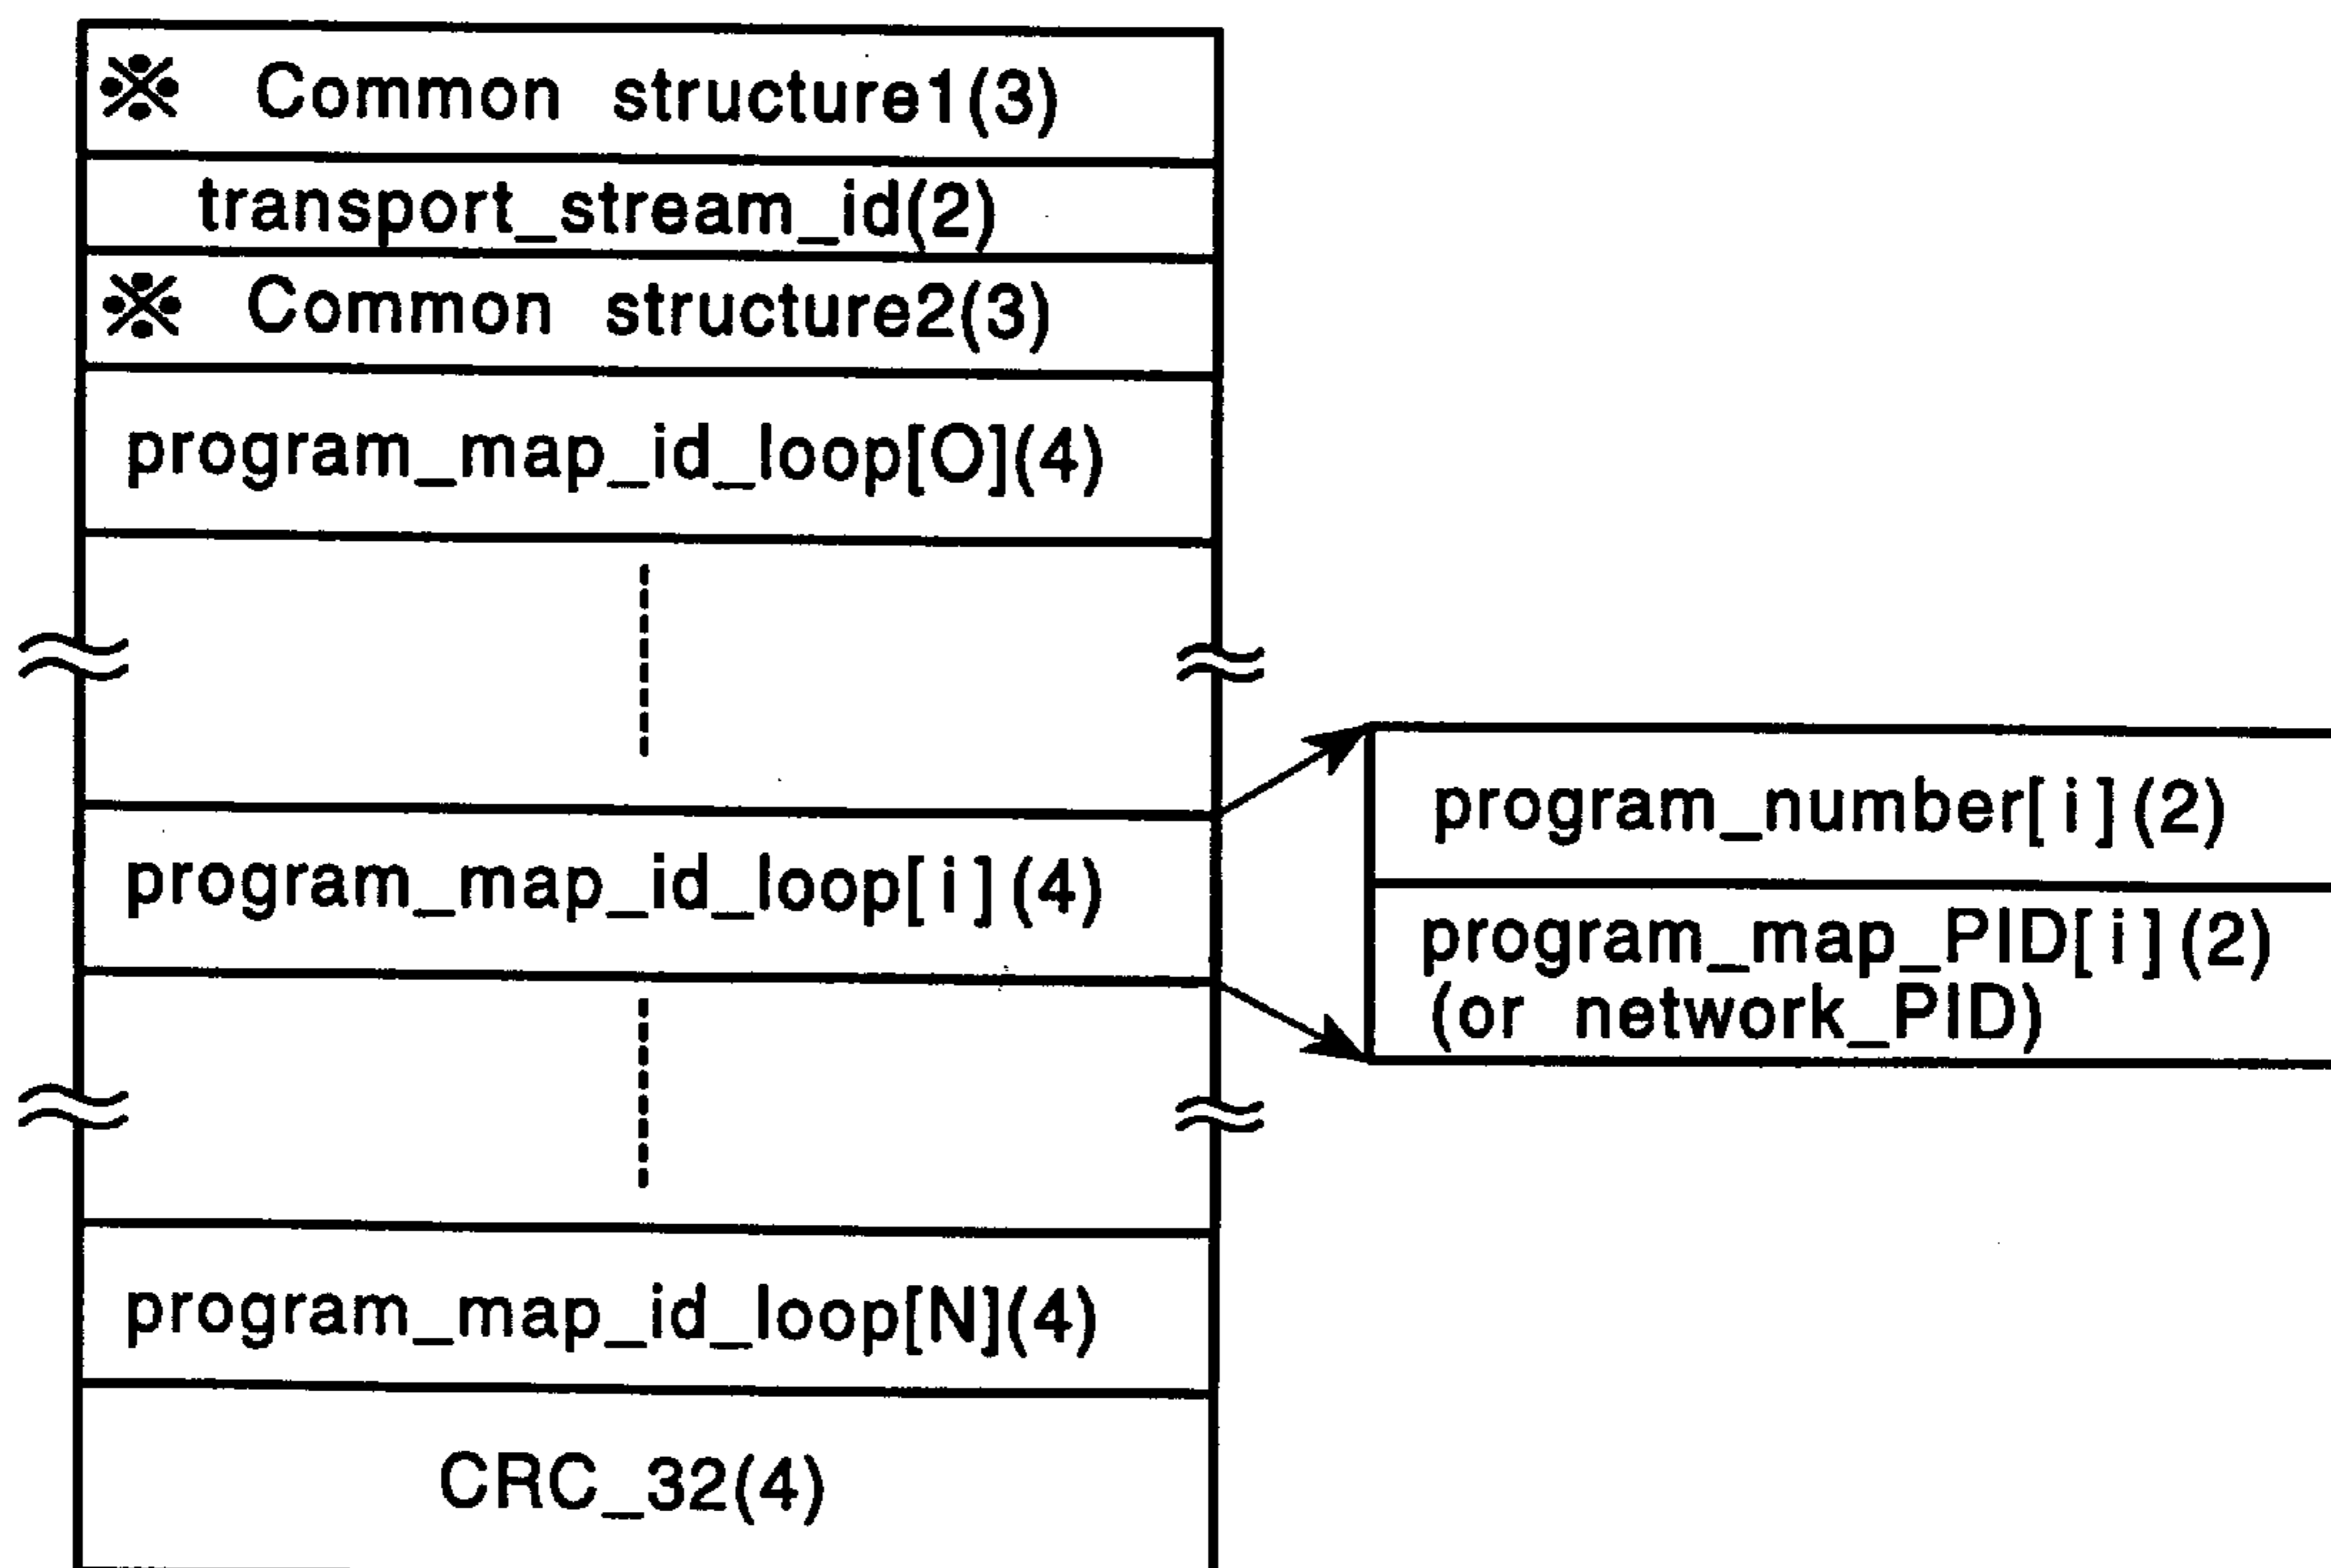 ※ Common structure1(3)
transport_stream_id(2)
※ Common structure2(3)
program_map_id_loop[O](4)
program_map_id_loop[i](4)
program_number[i](2)
program_map_PID[i](2)
(or network_PID)
program_map_id_loop[N](4)
CRC_32(4)